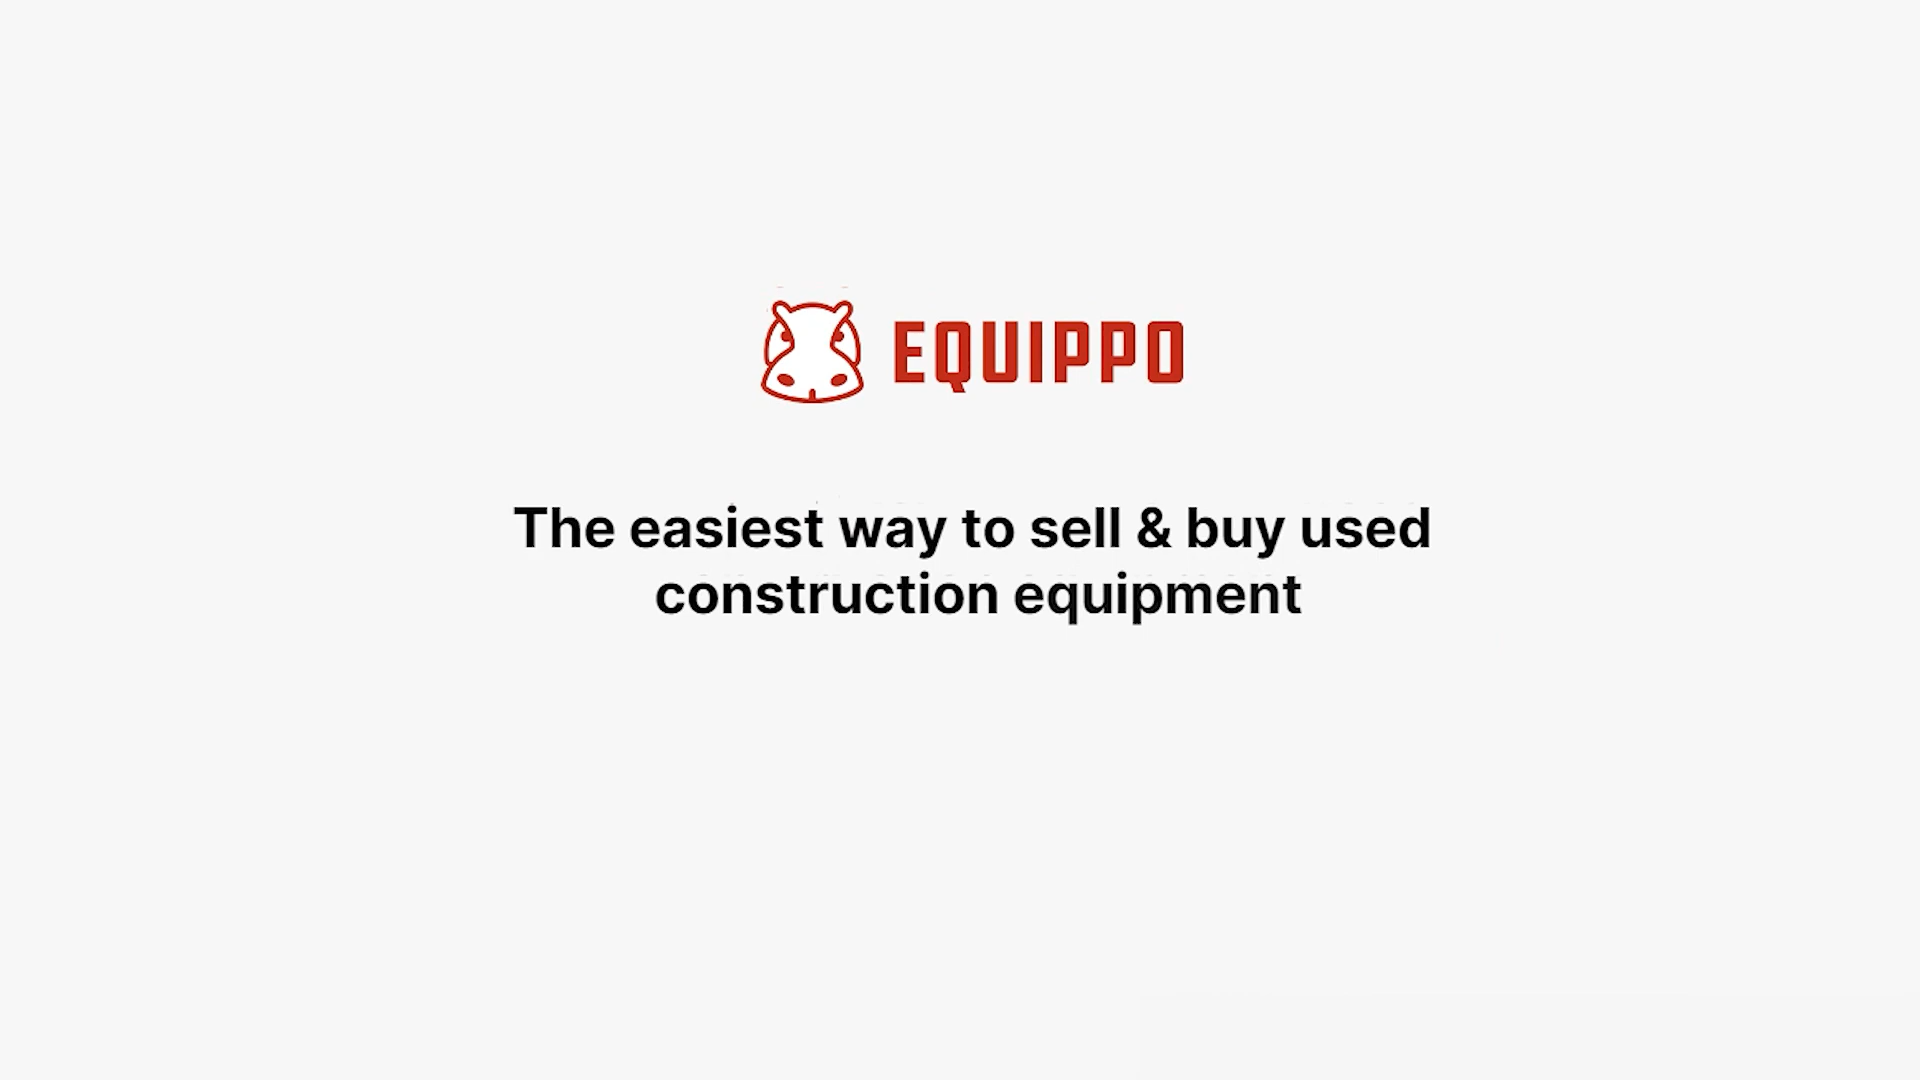 EQUIPPO
The easiest way to sell & buy used
construction equipment